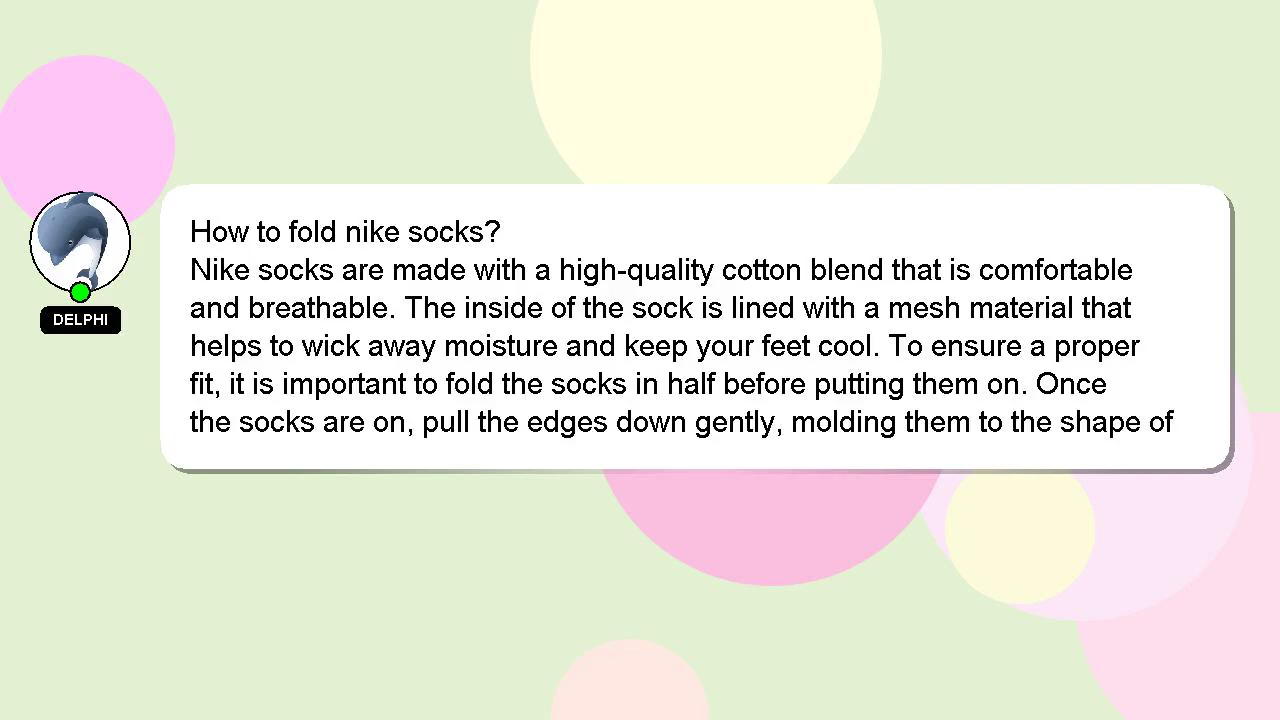 How to fold nike socks?
Nike socks are made with a high-quality cotton blend that is comfortable
and breathable. The inside of the sock is lined with a mesh material that
helps to wick away moisture and keep your feet cool. To ensure a proper
fit, it is important to fold the socks in half before putting them on. Once
the socks are on, pull the edges down gently, molding them to the shape of
DELPHI